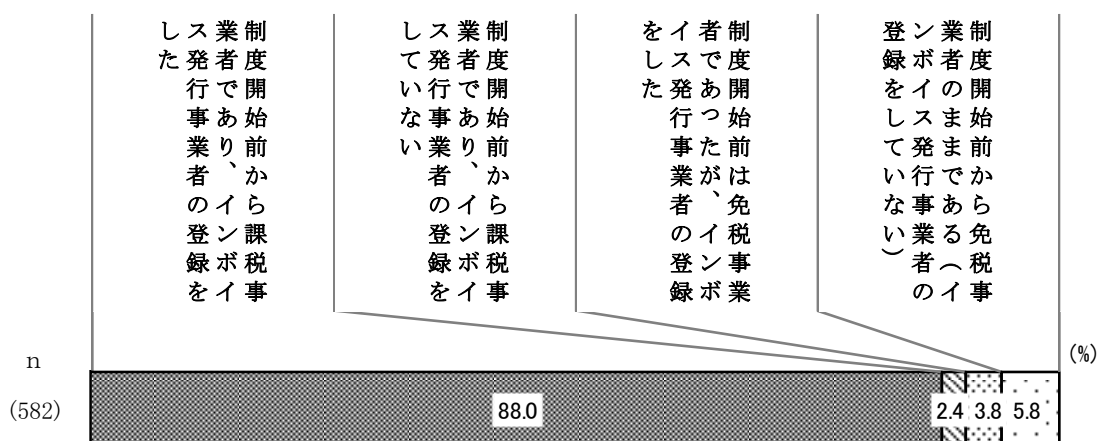 制度開始前から課税事
業者であり、インボイ
ス発行事業者の登録を
した
制度開始前から課税事
業者であり、インボイ
ス発行事業者の登録を
していない
制度開始前は免税事業
者であったが、インボ
イス発行事業者の登録
をした
制度開始前から免税事
業者のままである（イ
ンボイス発行事業者の
登録をしていない）
(%)
n
(582)
88.0
2.4
3.8
5.8